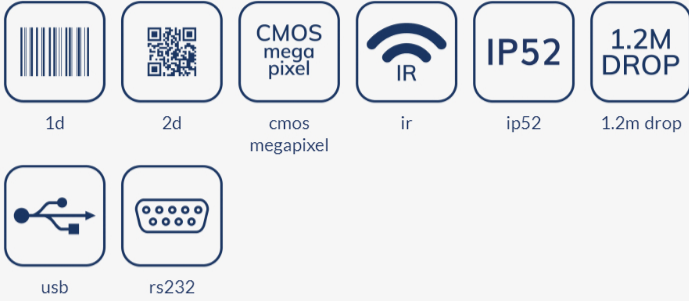 CMOS
mega
pixel
IR
IP52
1.2M
DROP
1d
2d
cmos
megapixel
ir
ip52
1.2m drop
usb
rs232